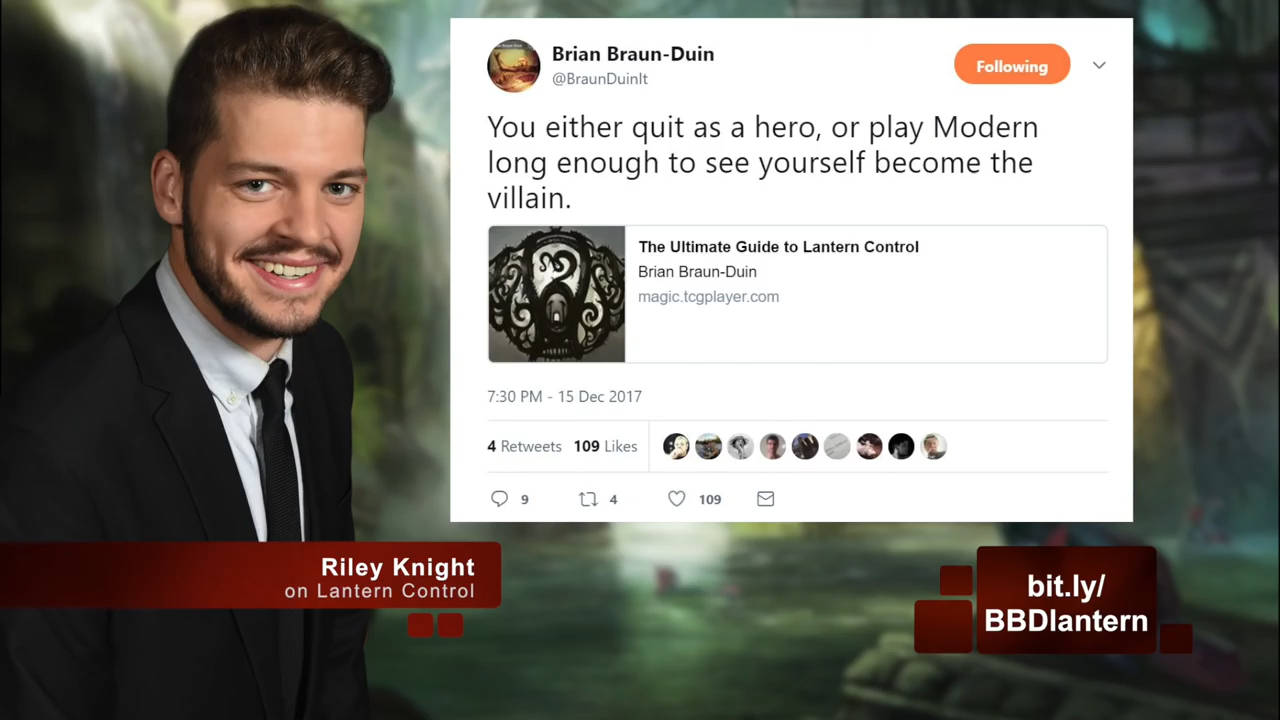 Brian Braun-Duin
@BraunDuinIt
Following
You either quit as a hero, or play Modern
long enough to see yourself become the
villain.
The Ultimate Guide to Lantern Control
Brian Braun-Duin
magic.tcgplayer.com
7:30 PM - 15 Dec 2017
4 Retweets 109 Likes
9 4 109
Riley Knight
on Lantern Control
bit.ly/
BBDlantern